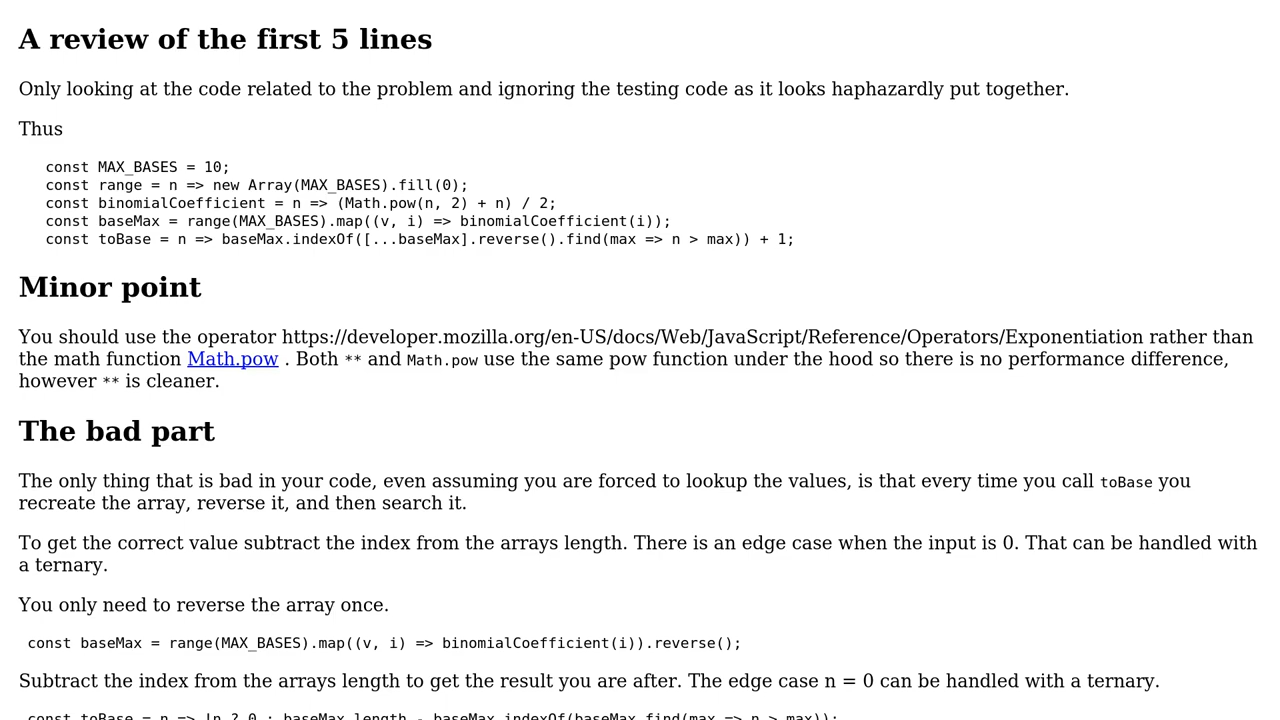 A review of the first 5 lines
Only looking at the code related to the problem and ignoring the testing code as it looks haphazardly put together.
Thus
const MAX_BASES = 10;
const range = n => new Array(MAX_BASES).fill(0);
const binomialCoefficient = n => (Math.pow(n, 2) + n) / 2;
const baseMax = range(MAX_BASES).map((v, i) => binomialCoefficient(i));
const toBase = n => baseMax.indexOf([...baseMax].reverse().find(max => n > max)) + 1;
Minor point
You should use the operator https://developer.mozilla.org/en-US/docs/Web/JavaScript/Reference/Operators/Exponentiation rather than
the math function Math.pow . Both ** and Math.pow use the same pow function under the hood so there is no performance difference,
however ** is cleaner.
The bad part
The only thing that is bad in your code, even assuming you are forced to lookup the values, is that every time you call toBase you
recreate the array, reverse it, and then search it.
To get the correct value subtract the index from the arrays length. There is an edge case when the input is 0. That can be handled with
a ternary.
You only need to reverse the array once.
const baseMax = range(MAX_BASES).map((v, i) => binomialCoefficient(i)).reverse();
Subtract the index from the arrays length to get the result you are after. The edge case n = 0 can be handled with a ternary.
const toBase = n => !n ? 0 : baseMax.length - baseMax.indexOf(baseMax.find(max => n > max));